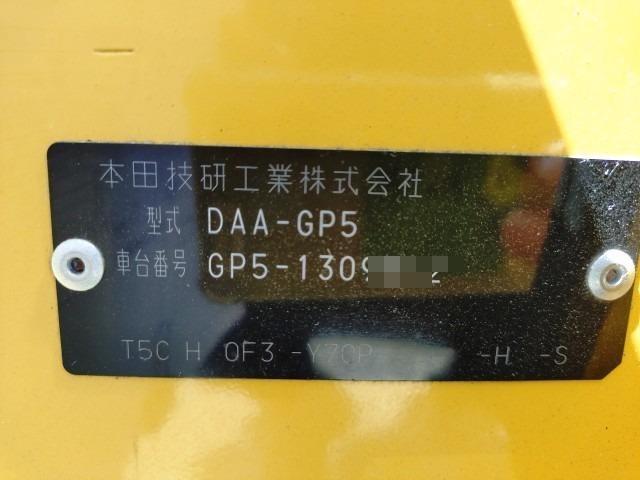 本田技研工業株式会社
型式 DAA-GP5
車台番号 GP5-1309
T5C H 0F3 -Y70P -H -S